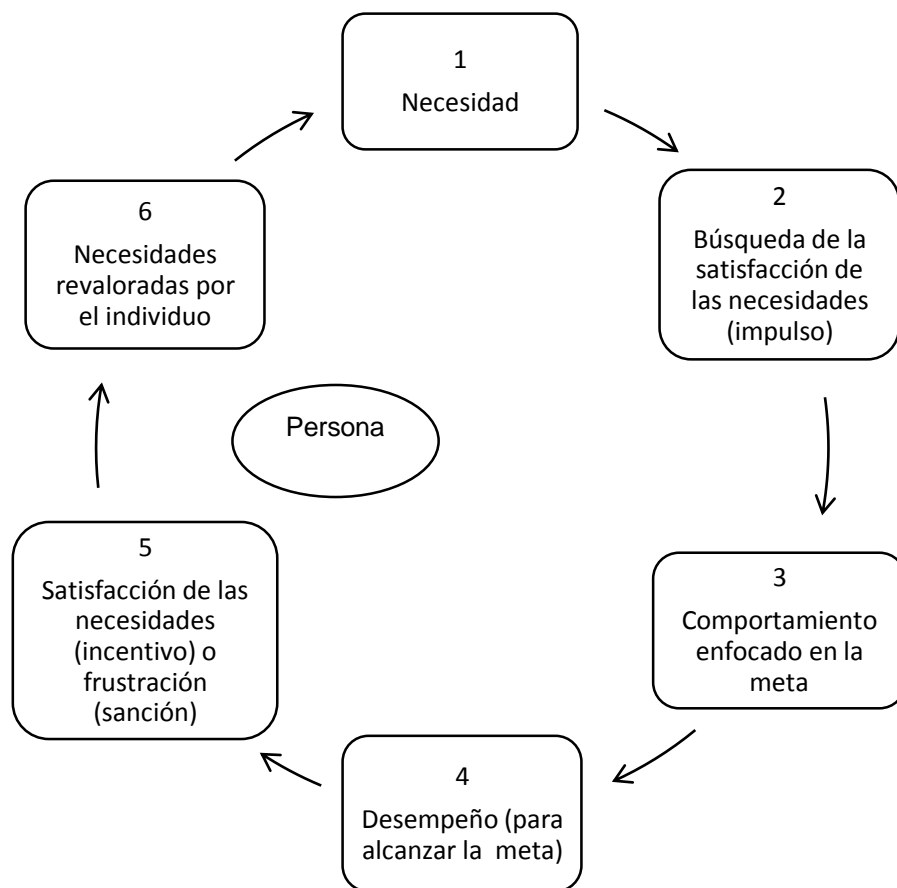 1
Necesidad
2
Búsqueda de la
satisfacción de
las necesidades
(impulso)
3
Comportamiento
enfocado en la
meta
4
Desempeño (para
alcanzar la meta)
5
Satisfacción de las
necesidades
(incentivo) o
frustración
(sanción)
6
Necesidades
revaloradas por
el individuo
Persona